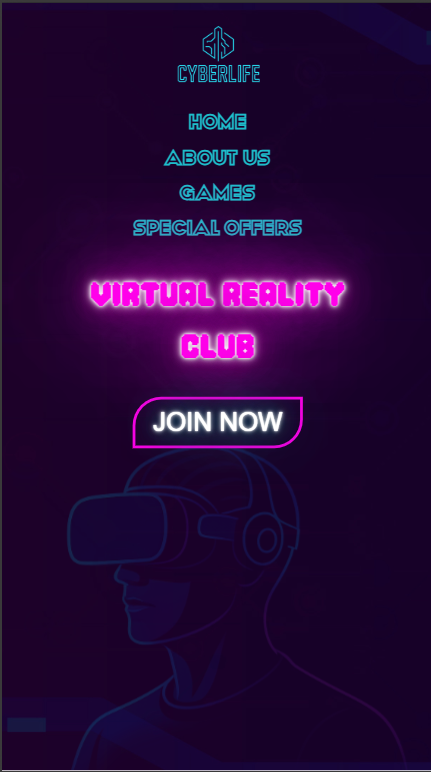 CYBERLIFE
HOME
ABOUT US
GAMES
SPECIAL OFFERS
VIRTUAL REALITY
CLUB
JOIN NOW